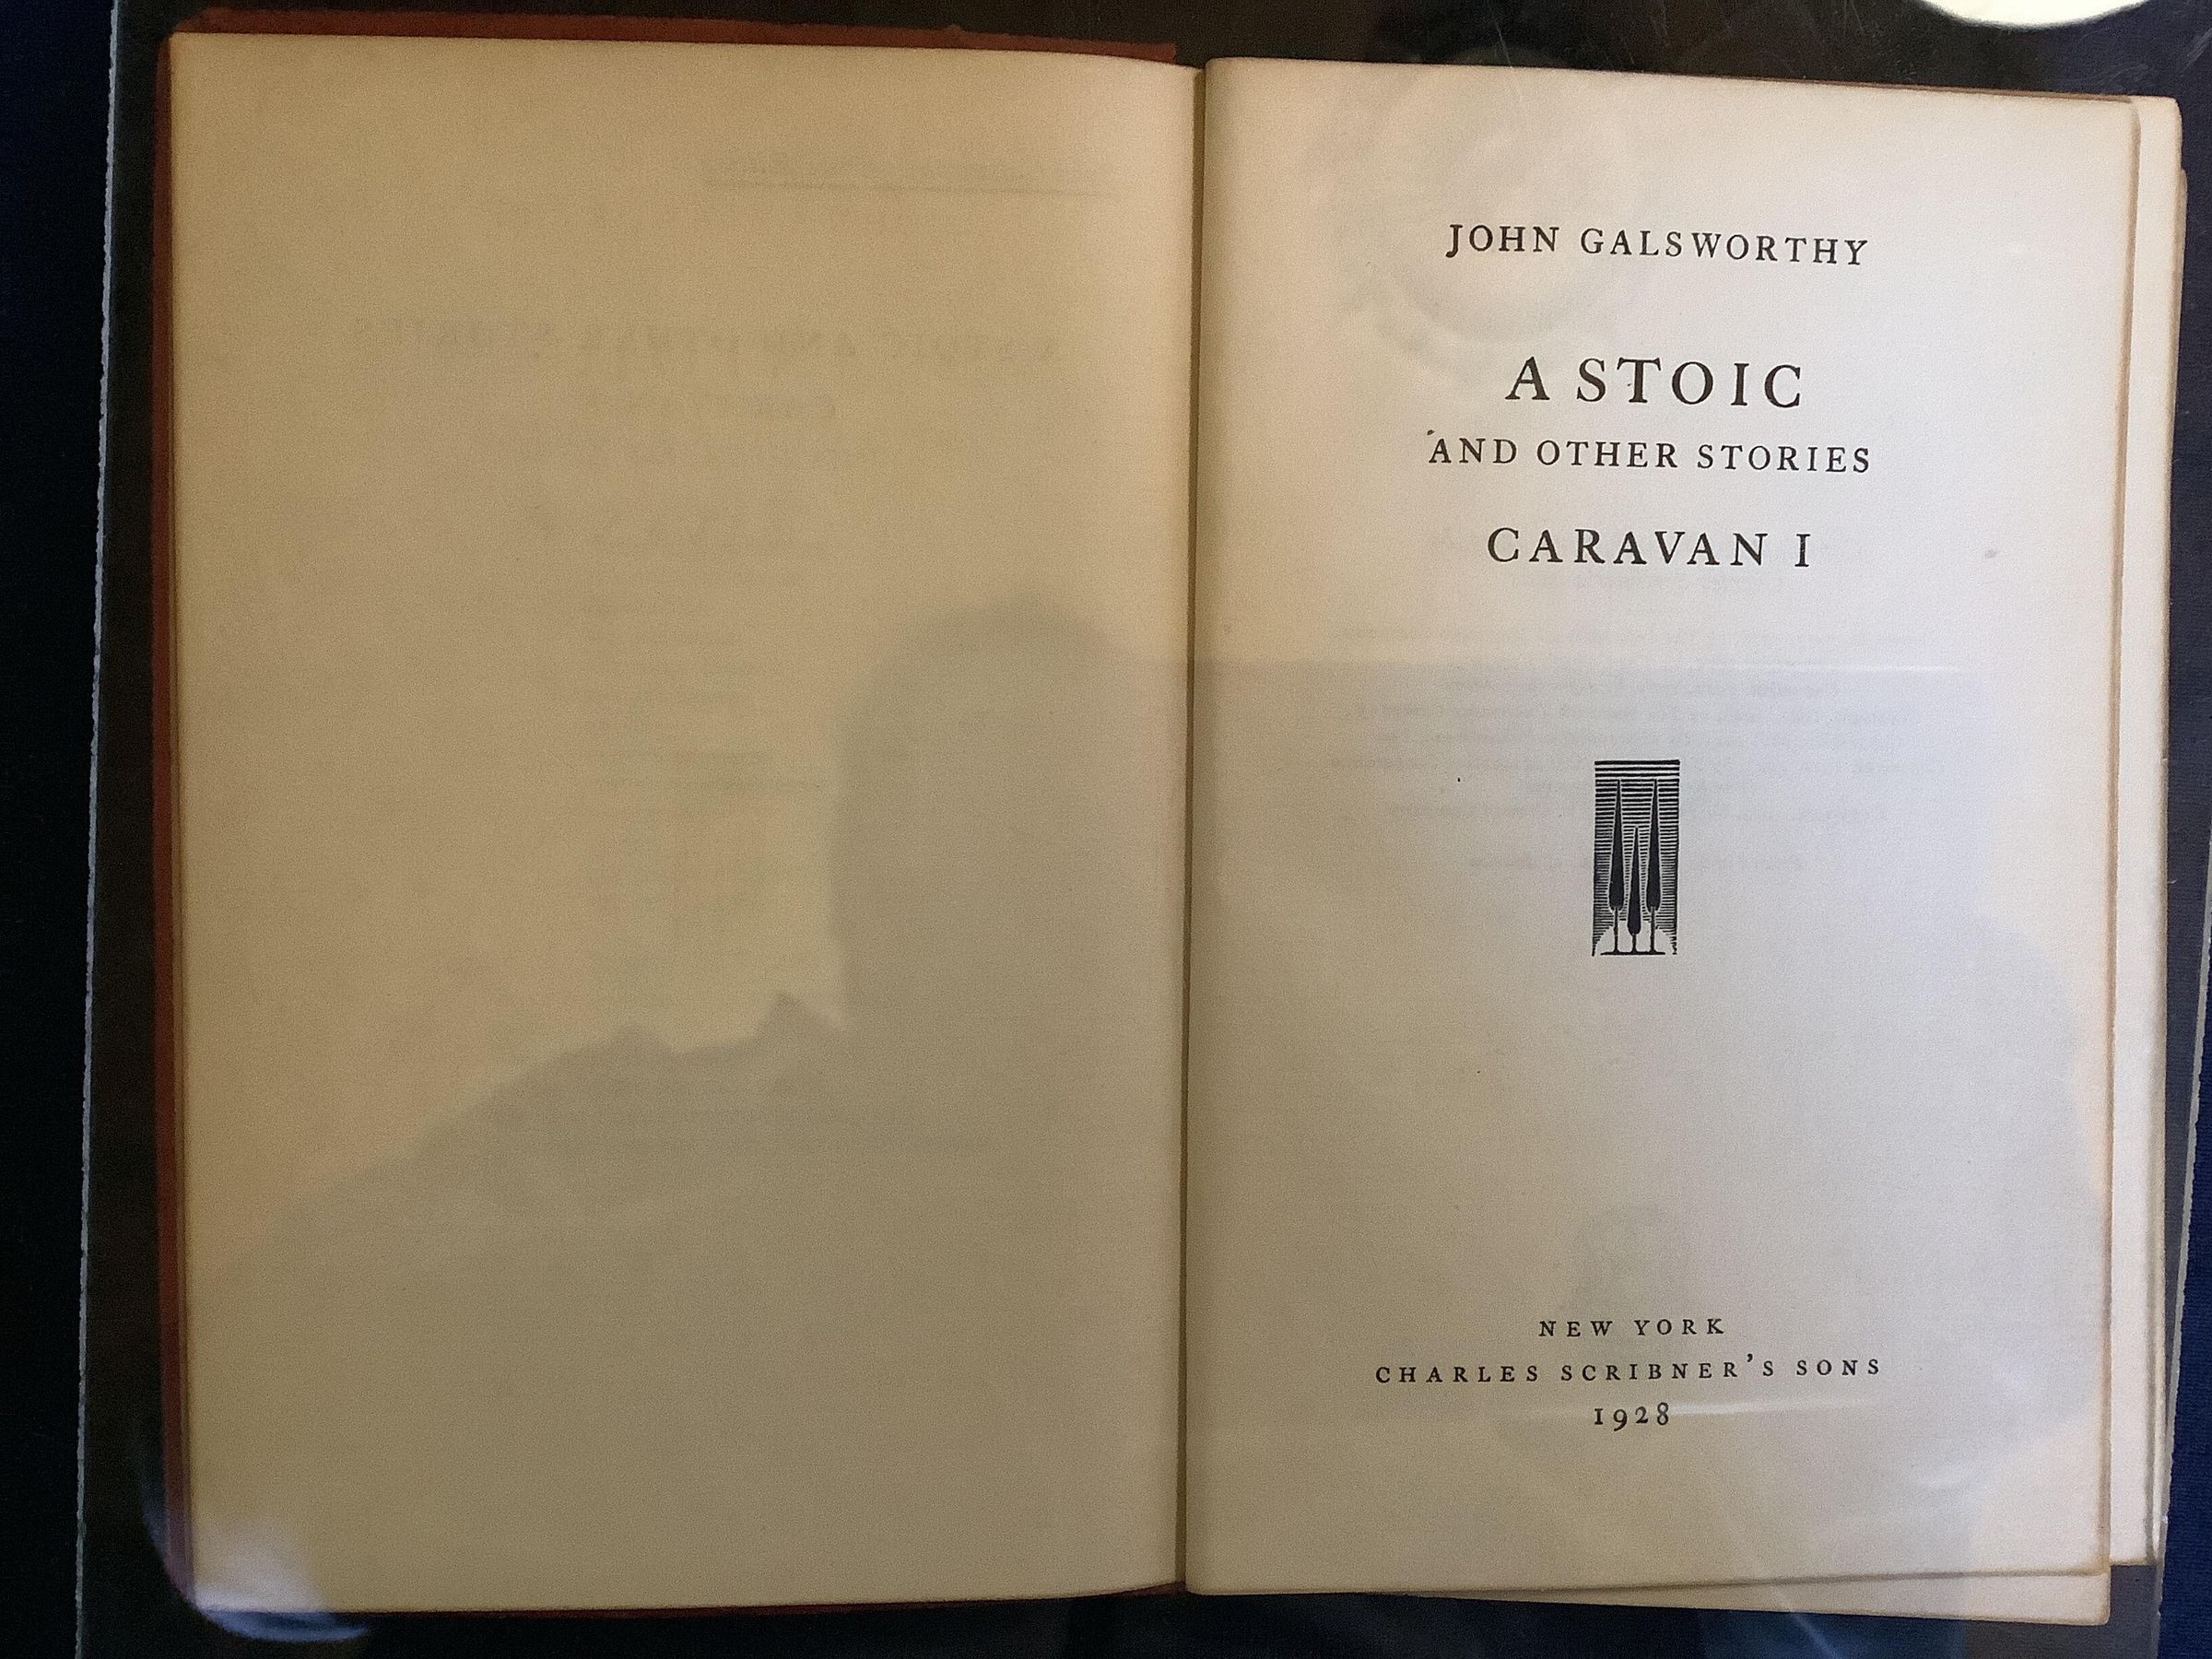 JOHN GALSWORTHY
A STOIC
AND OTHER STORIES
CARAVAN I
NEW YORK
CHARLES SCRIBNER'S SONS
1928